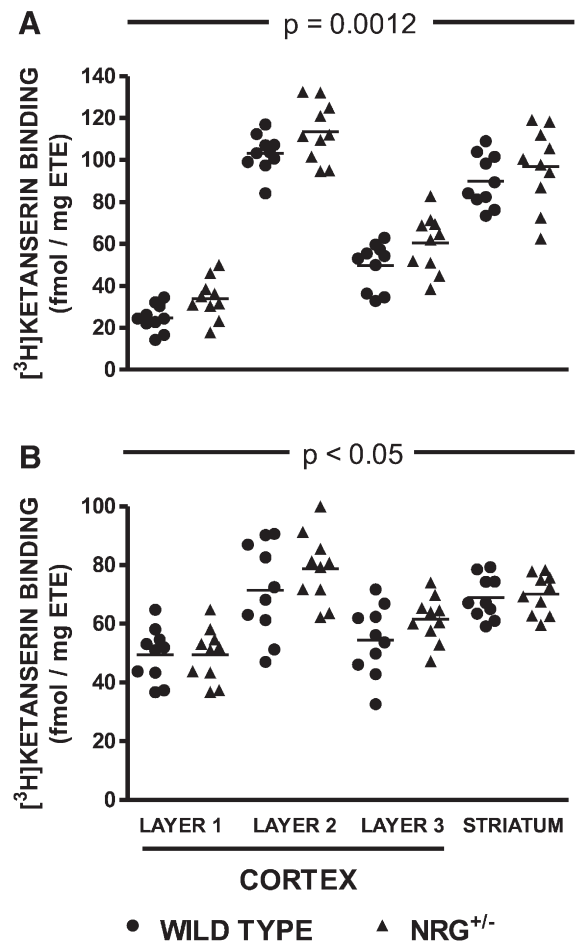 A
p = 0.0012
[³H]KETANSERIN BINDING
(fmol / mg ETE)
140
120
100
80
60
40
20
0
B
p < 0.05
[³H]KETANSERIN BINDING
(fmol / mg ETE)
100
80
60
40
20
0
LAYER 1 LAYER 2 LAYER 3 STRIATUM
CORTEX
● WILD TYPE ▲ NRG⁺/⁻